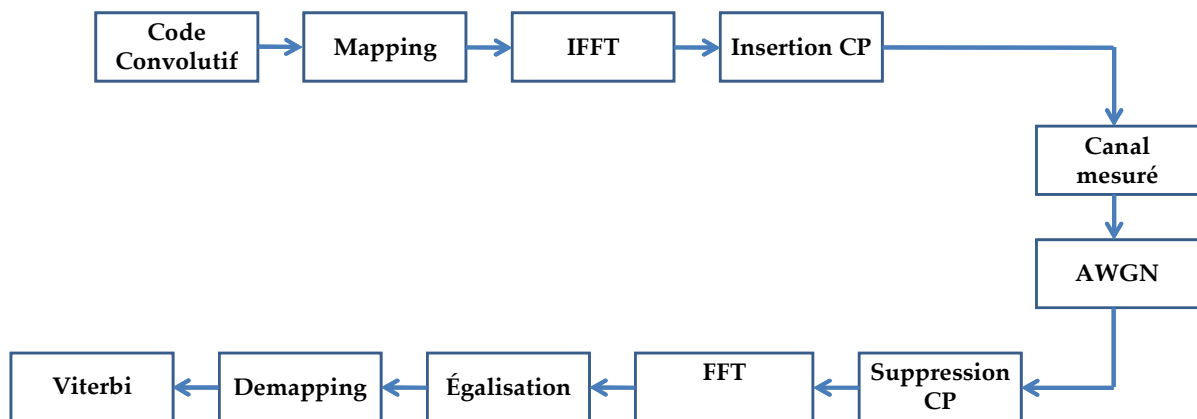 Code
Convolutif
Mapping
IFFT
Insertion CP
Canal
mesuré
AWGN
Suppression
CP
FFT
Égalisation
Demapping
Viterbi